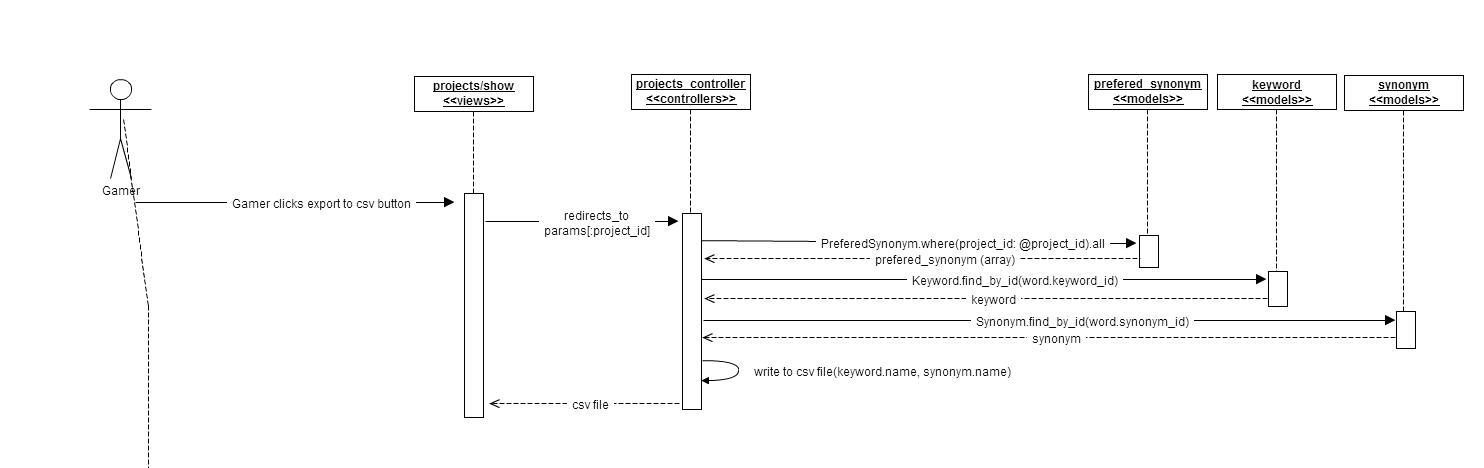 projects/show
<<views>>
projects_controller
<<controllers>>
prefered_synonym
<<models>>
keyword
<<models>>
synonym
<<models>>
Gamer
Gamer clicks export to csv button
redirects_to
params[:project_id]
PreferedSynonym.where(project_id: @project_id).all
prefered_synonym (array)
Keyword.find_by_id(word.keyword_id)
keyword
Synonym.find_by_id(word.synonym_id)
synonym
write to csv file(keyword.name, synonym.name)
csv file